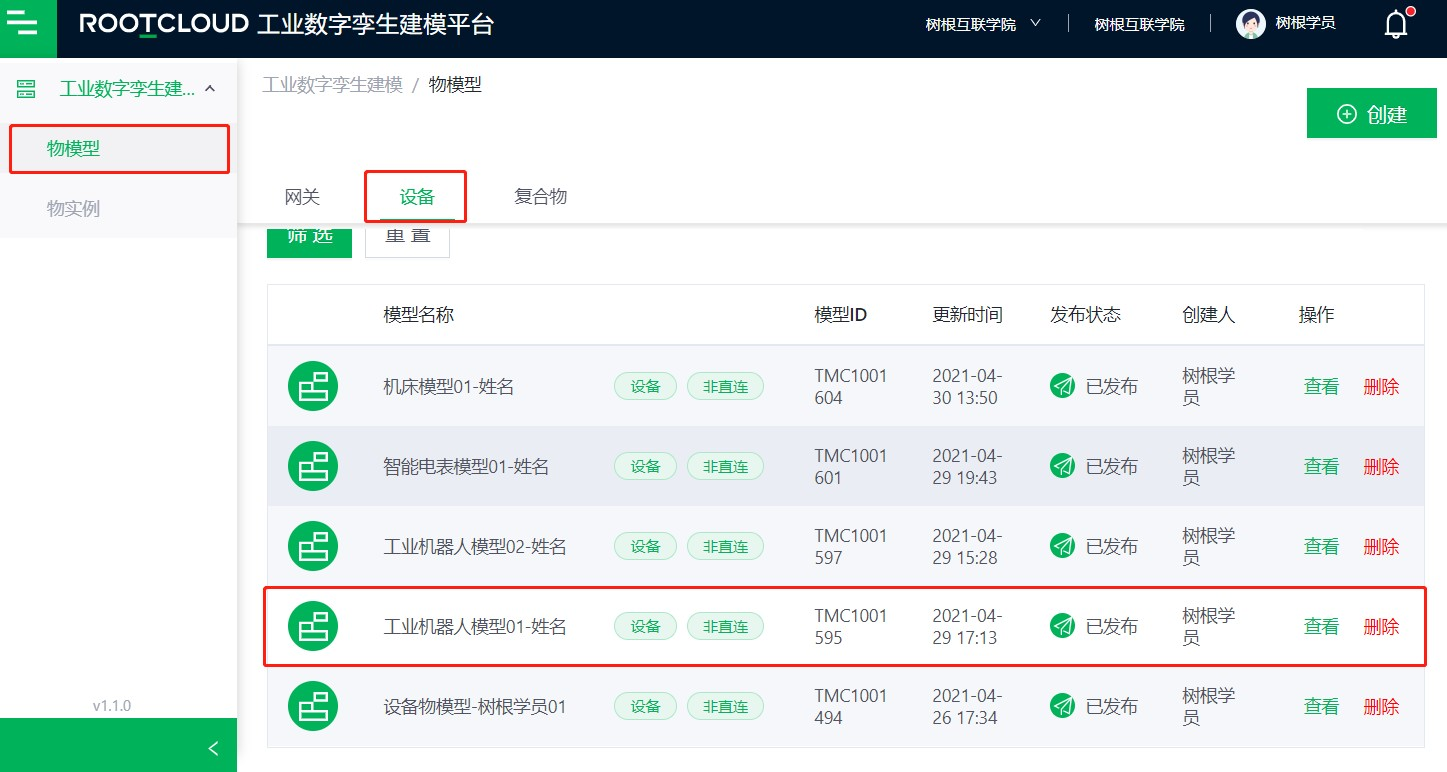 ROOTCLOUD 工业数字孪生建模平台
树根互联学院
树根互联学院
树根学员
工业数字孪生建...
物模型
物实例
v1.1.0
工业数字孪生建模 / 物模型
创建
网关
设备
复合物
筛选
重置
模型名称 模型ID 更新时间 发布状态 创建人 操作
机床模型01-姓名 设备 非直连 TMC1001 2021-04- 已发布 树根学 查看 删除
604 30 13:50 员
智能电表模型01-姓名 设备 非直连 TMC1001 2021-04- 已发布 树根学 查看 删除
601 29 19:43 员
工业机器人模型02-姓名 设备 非直连 TMC1001 2021-04- 已发布 树根学 查看 删除
597 29 15:28 员
工业机器人模型01-姓名 设备 非直连 TMC1001 2021-04- 已发布 树根学 查看 删除
595 29 17:13 员
设备物模型-树根学员01 设备 非直连 TMC1001 2021-04- 已发布 树根学 查看 删除
494 26 17:34 员